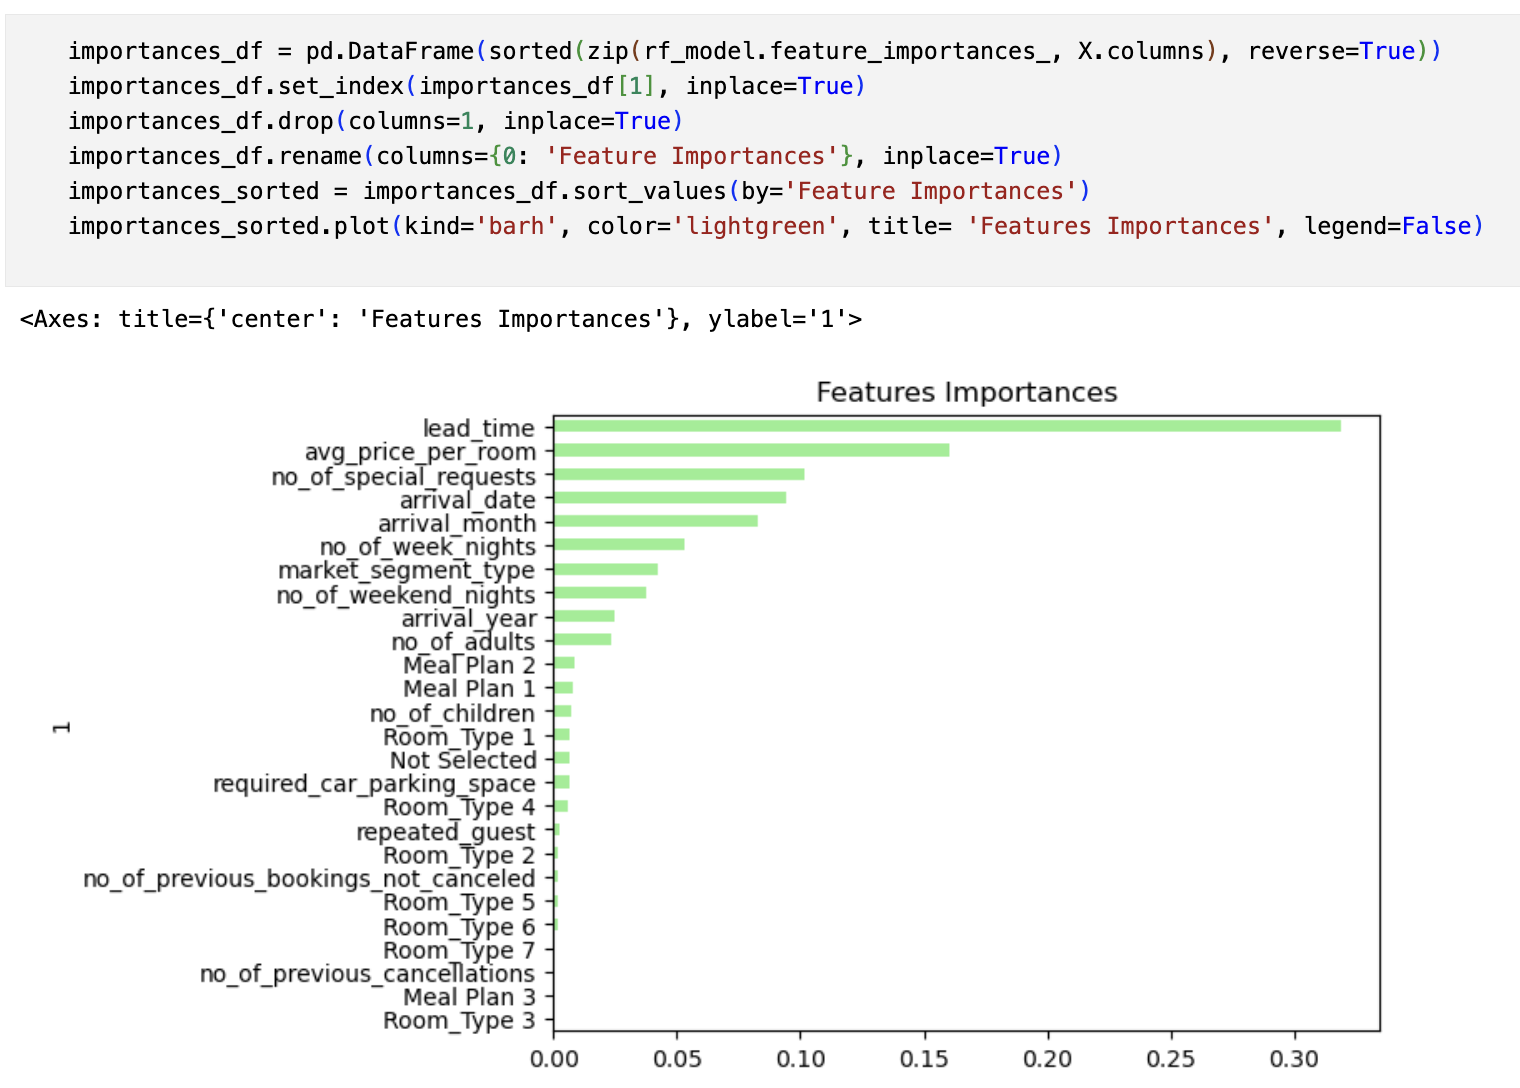 importances_df = pd.DataFrame(sorted(zip(rf_model.feature_importances_, X.columns), reverse=True))
importances_df.set_index(importances_df[1], inplace=True)
importances_df.drop(columns=1, inplace=True)
importances_df.rename(columns={0: 'Feature Importances'}, inplace=True)
importances_sorted = importances_df.sort_values(by='Feature Importances')
importances_sorted.plot(kind='barh', color='lightgreen', title= 'Features Importances', legend=False)
<Axes: title={'center': 'Features Importances'}, ylabel='1'>
Features Importances
lead_time
avg_price_per_room
no_of_special_requests
arrival_date
arrival_month
no_of_week_nights
market_segment_type
no_of_weekend_nights
arrival_year
no_of_adults
Meal Plan 2
Meal Plan 1
no_of_children
Room_Type 1
Not Selected
required_car_parking_space
Room_Type 4
repeated_guest
Room_Type 2
no_of_previous_bookings_not_canceled
Room_Type 5
Room_Type 6
Room_Type 7
no_of_previous_cancellations
Meal Plan 3
Room_Type 3
1
0.00 0.05 0.10 0.15 0.20 0.25 0.30